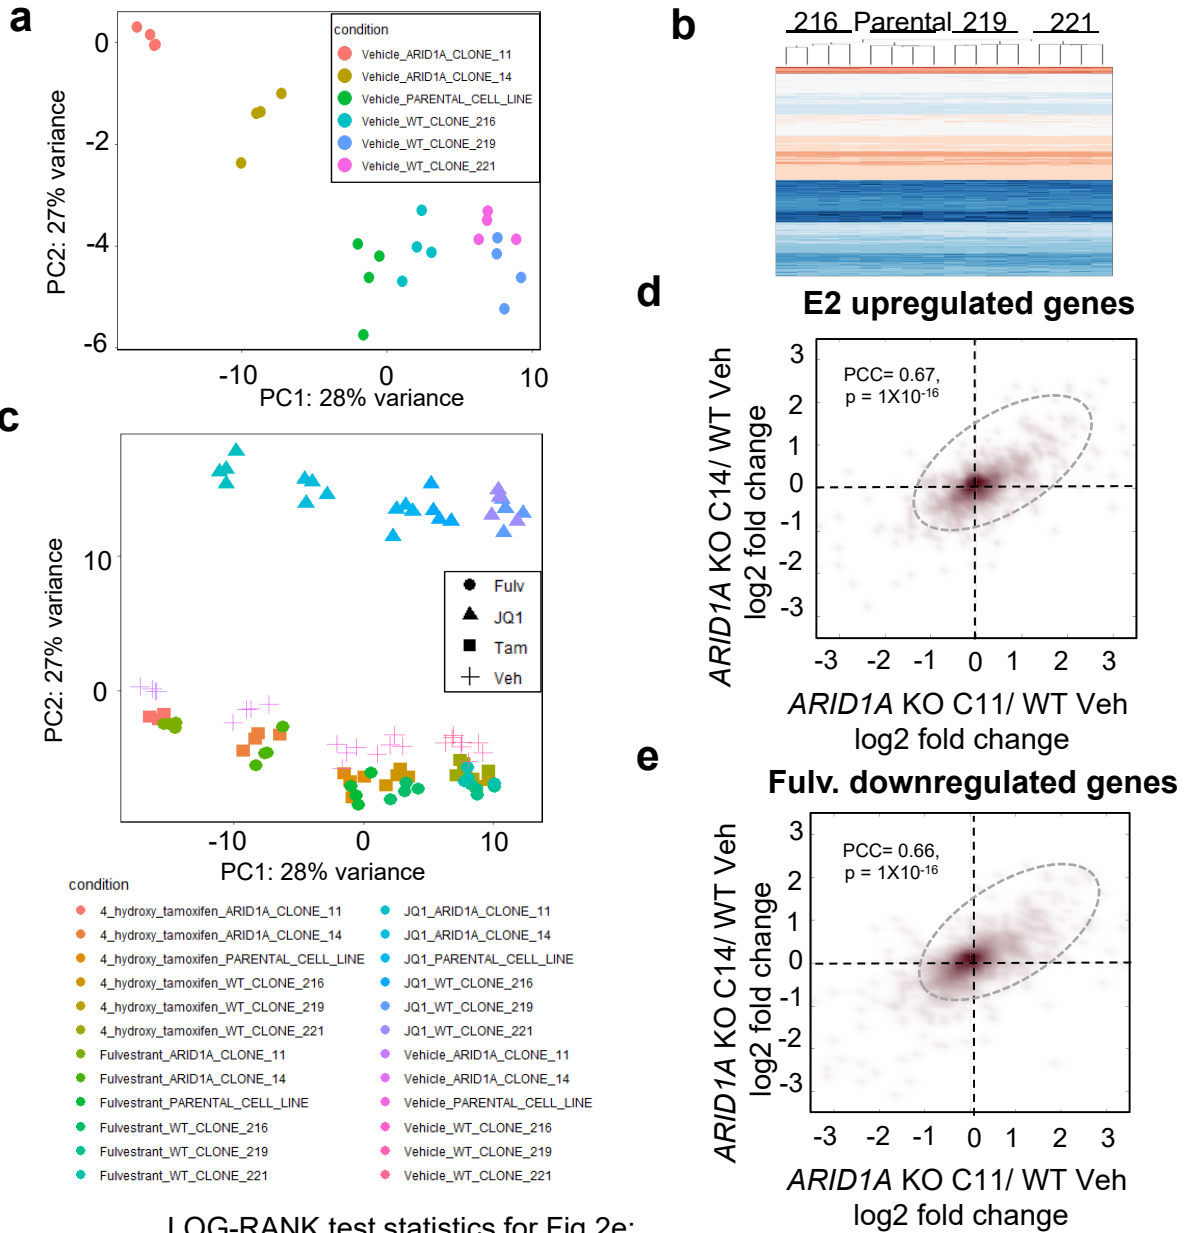 a
PC2: 27% variance
0
-2
-4
-6
condition
Vehicle_ARID1A_CLONE_11
Vehicle_ARID1A_CLONE_14
Vehicle_PARENTAL_CELL_LINE
Vehicle_WT_CLONE_216
Vehicle_WT_CLONE_219
Vehicle_WT_CLONE_221
-10 0 10
PC1: 28% variance
b
216 Parental 219 221
c
PC2: 27% variance
10
0
Fulv
JQ1
Tam
Veh
-10 0 10
PC1: 28% variance
condition
4_hydroxy_tamoxifen_ARID1A_CLONE_11
4_hydroxy_tamoxifen_ARID1A_CLONE_14
4_hydroxy_tamoxifen_PARENTAL_CELL_LINE
4_hydroxy_tamoxifen_WT_CLONE_216
4_hydroxy_tamoxifen_WT_CLONE_219
4_hydroxy_tamoxifen_WT_CLONE_221
Fulvestrant_ARID1A_CLONE_11
Fulvestrant_ARID1A_CLONE_14
Fulvestrant_PARENTAL_CELL_LINE
Fulvestrant_WT_CLONE_216
Fulvestrant_WT_CLONE_219
Fulvestrant_WT_CLONE_221
JQ1_ARID1A_CLONE_11
JQ1_ARID1A_CLONE_14
JQ1_PARENTAL_CELL_LINE
JQ1_WT_CLONE_216
JQ1_WT_CLONE_219
JQ1_WT_CLONE_221
Vehicle_ARID1A_CLONE_11
Vehicle_ARID1A_CLONE_14
Vehicle_PARENTAL_CELL_LINE
Vehicle_WT_CLONE_216
Vehicle_WT_CLONE_219
Vehicle_WT_CLONE_221
d
E2 upregulated genes
ARID1A KO C14/ WT Veh
log2 fold change
3
2
1
0
-1
-2
-3
PCC= 0.67,
p = 1X10⁻¹⁶
-3 -2 -1 0 1 2 3
ARID1A KO C11/ WT Veh
log2 fold change
e
Fulv. downregulated genes
ARID1A KO C14/ WT Veh
log2 fold change
3
2
1
0
-1
-2
-3
PCC= 0.66,
p = 1X10⁻¹⁶
-3 -2 -1 0 1 2 3
ARID1A KO C11/ WT Veh
log2 fold change
LOG-RANK test statistics for Fig 2e: